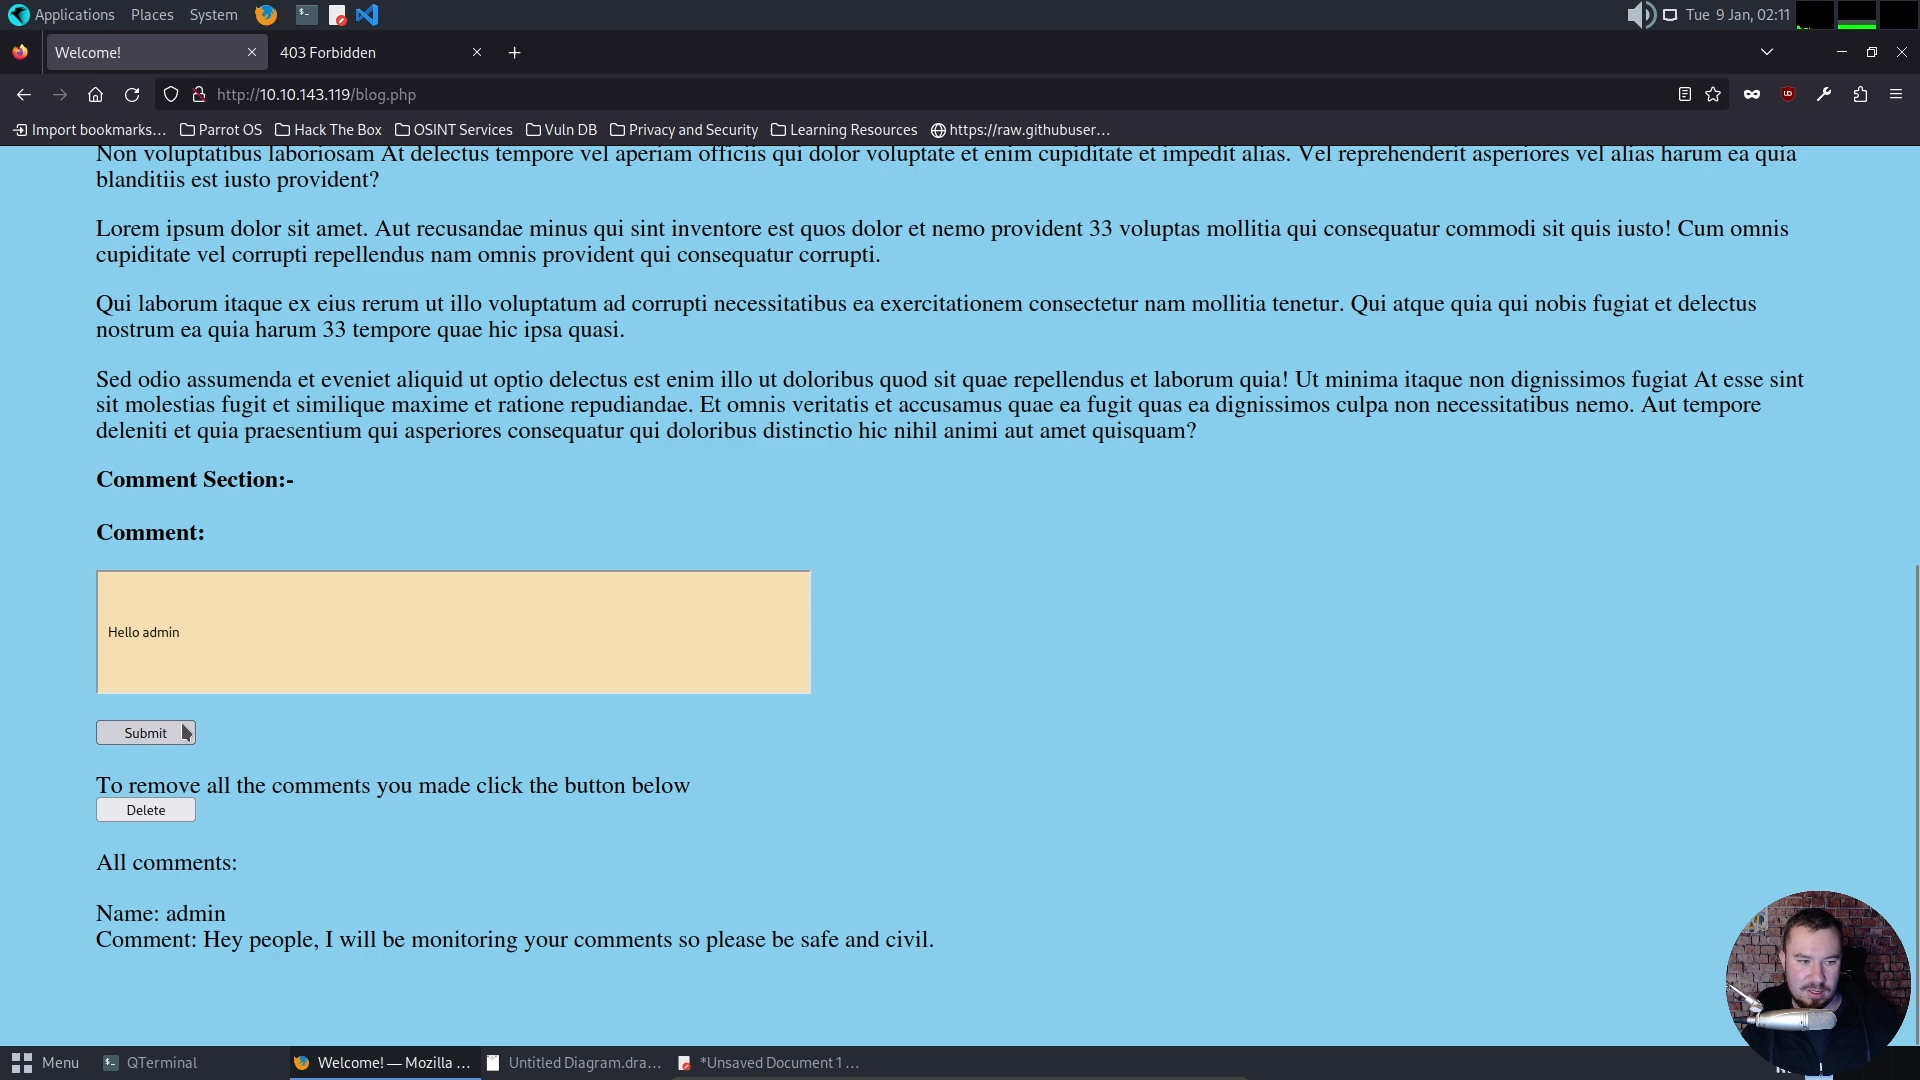 Applications Places System
Tue 9 Jan, 02:11
Welcome!
403 Forbidden
http://10.10.143.119/blog.php
Import bookmarks... Parrot OS Hack The Box OSINT Services Vuln DB Privacy and Security Learning Resources https://raw.githubuser...
Non voluptatibus laboriosam At delectus tempore vel aperiam officiis qui dolor voluptate et enim cupiditate et impedit alias. Vel reprehenderit asperiores vel alias harum ea quia
blanditiis est iusto provident?
Lorem ipsum dolor sit amet. Aut recusandae minus qui sint inventore est quos dolor et nemo provident 33 voluptas mollitia qui consequatur commodi sit quis iusto! Cum omnis
cupiditate vel corrupti repellendus nam omnis provident qui consequatur corrupti.
Qui laborum itaque ex eius rerum ut illo voluptatum ad corrupti necessitatibus ea exercitationem consectetur nam mollitia tenetur. Qui atque quia qui nobis fugiat et delectus
nostrum ea quia harum 33 tempore quae hic ipsa quasi.
Sed odio assumenda et eveniet aliquid ut optio delectus est enim illo ut doloribus quod sit quae repellendus et laborum quia! Ut minima itaque non dignissimos fugiat At esse sint
sit molestias fugit et similique maxime et ratione repudiandae. Et omnis veritatis et accusamus quae ea fugit quas ea dignissimos culpa non necessitatibus nemo. Aut tempore
deleniti et quia praesentium qui asperiores consequatur qui doloribus distinctio hic nihil animi aut amet quisquam?
Comment Section:-
Comment:
Hello admin
Submit
To remove all the comments you made click the button below
Delete
All comments:
Name: admin
Comment: Hey people, I will be monitoring your comments so please be safe and civil.
Menu QTerminal Welcome! — Mozilla ... Untitled Diagram.dra... *Unsaved Document 1 ...